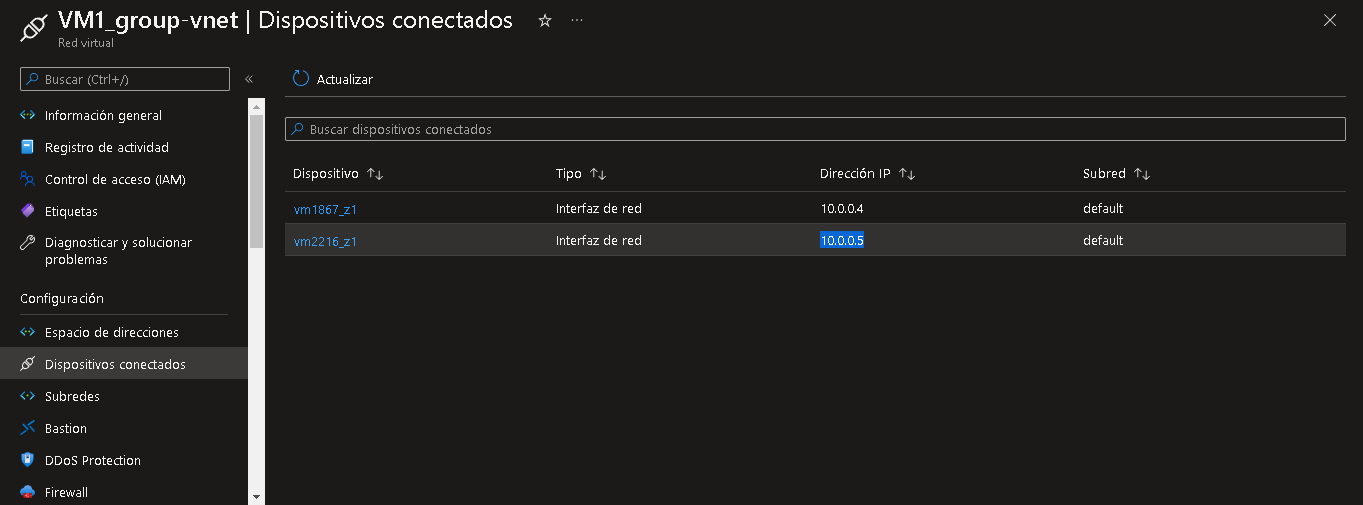 VM1_group-vnet | Dispositivos conectados
Red virtual
Buscar (Ctrl+/)
Actualizar
Información general
Registro de actividad
Control de acceso (IAM)
Etiquetas
Diagnosticar y solucionar
problemas
Configuración
Espacio de direcciones
Dispositivos conectados
Subredes
Bastion
DDoS Protection
Firewall
Buscar dispositivos conectados
Dispositivo Tipo Dirección IP Subred
vm1867_z1 Interfaz de red 10.0.0.4 default
vm2216_z1 Interfaz de red 10.0.0.5 default